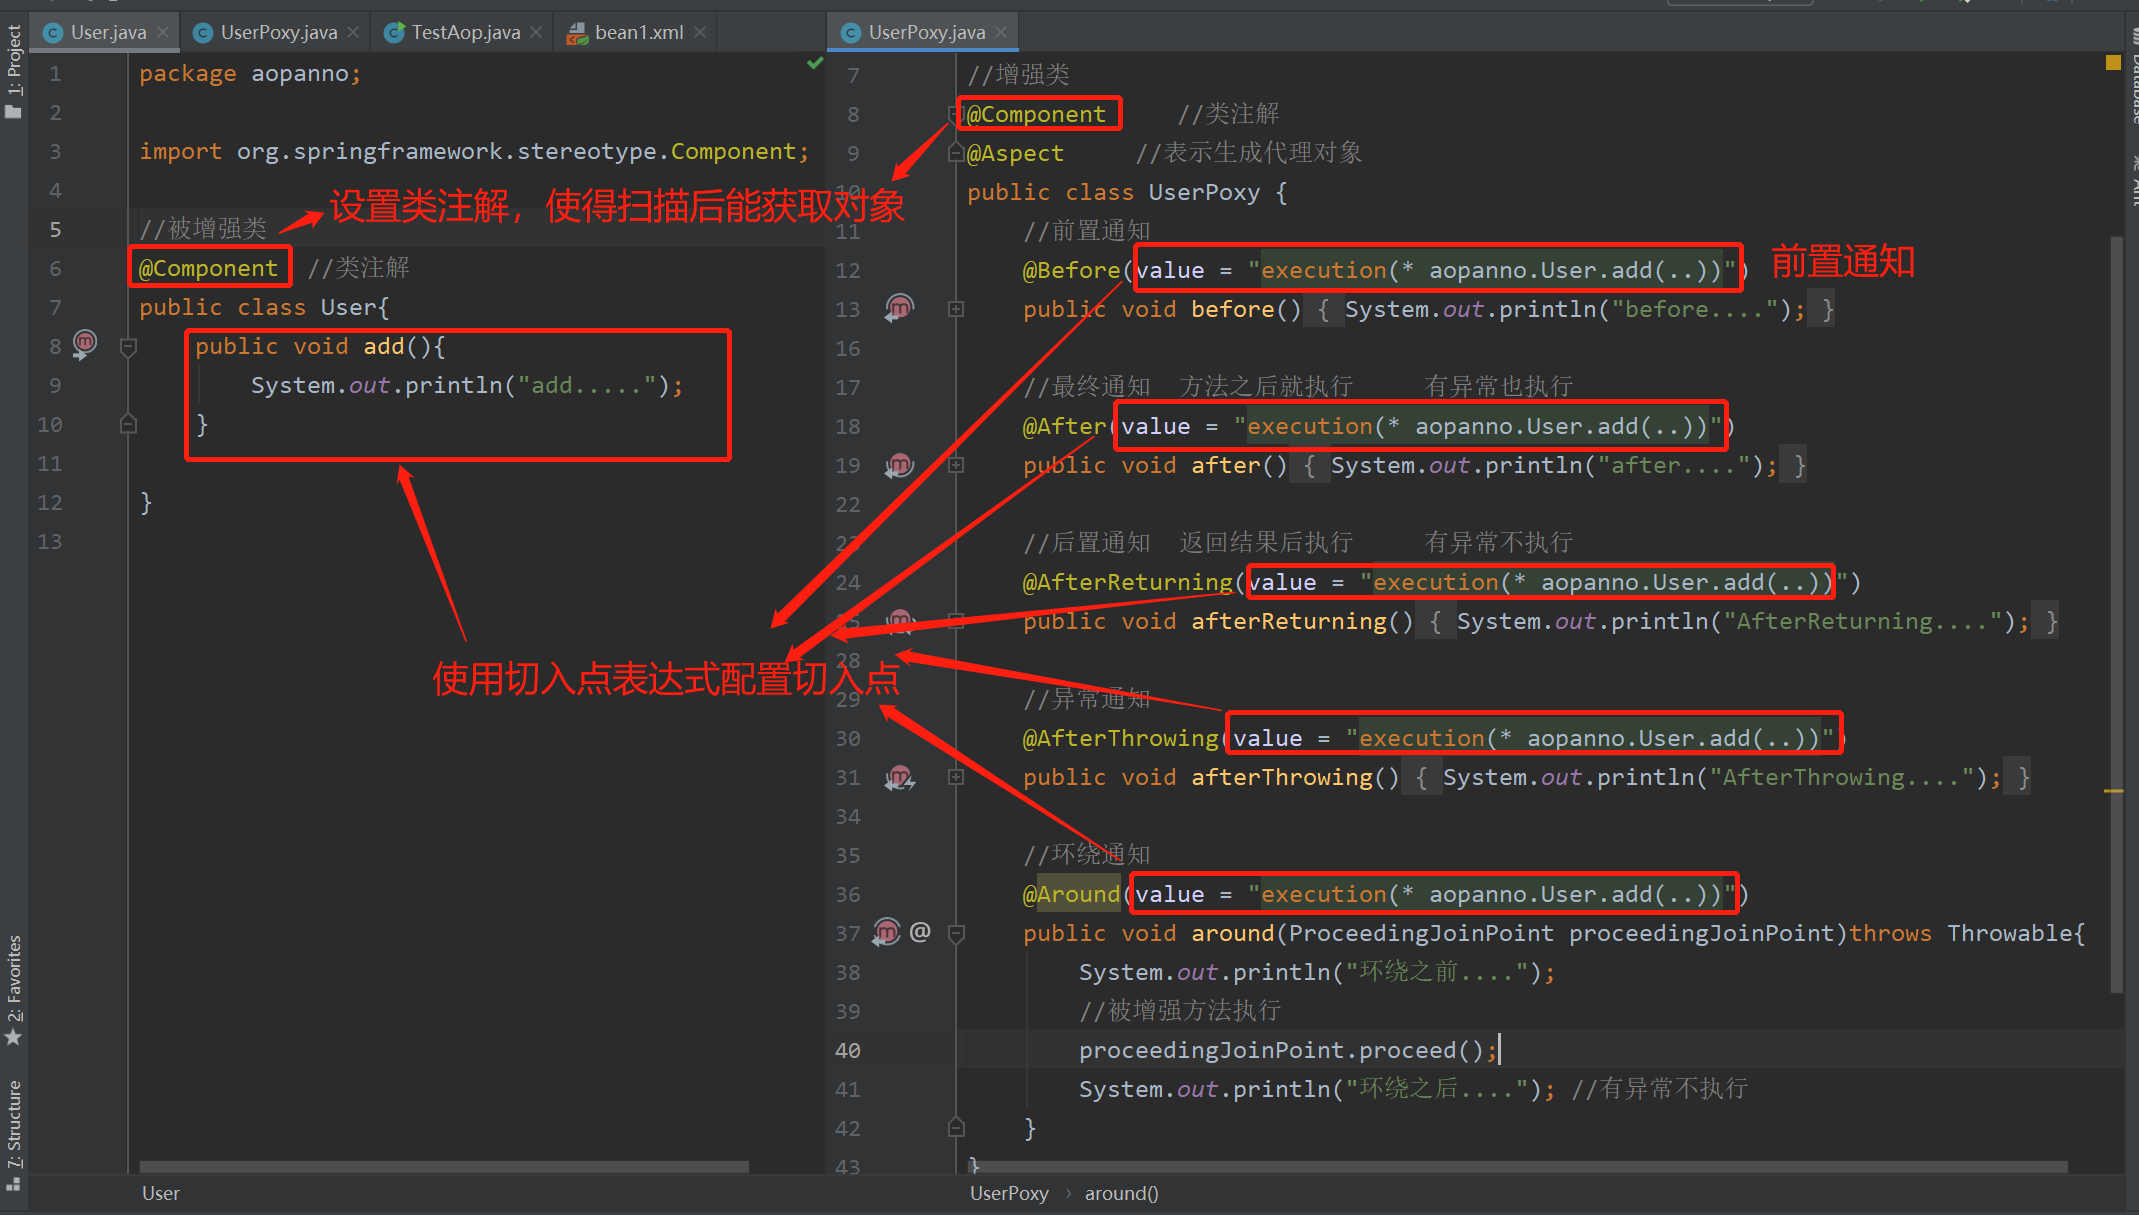 User.java
UserPoxy.java
TestAop.java
bean1.xml
UserPoxy.java
1: Project
2: Favorites
7: Structure
Database
1 package aopanno;
2
3 import org.springframework.stereotype.Component;
4
设置类注解，使得扫描后能获取对象
5 //被增强类
6 @Component //类注解
7 public class User{
8 public void add(){
9 System.out.println("add.....");
10 }
11
12 }
13
使用切入点表达式配置切入点
User
7 //增强类
8 @Component //类注解
9 @Aspect //表示生成代理对象
10 public class UserPoxy {
11 //前置通知
12 @Before(value = "execution(* aopanno.User.add(..))")
前置通知
13 public void before() { System.out.println("before...."); }
16
17 //最终通知 方法之后就执行 有异常也执行
18 @After(value = "execution(* aopanno.User.add(..))")
19 public void after() { System.out.println("after...."); }
22
23 //后置通知 返回结果后执行 有异常不执行
24 @AfterReturning(value = "execution(* aopanno.User.add(..))")
25 public void afterReturning() { System.out.println("AfterReturning...."); }
28
29 //异常通知
30 @AfterThrowing(value = "execution(* aopanno.User.add(..))")
31 public void afterThrowing() { System.out.println("AfterThrowing...."); }
34
35 //环绕通知
36 @Around(value = "execution(* aopanno.User.add(..))")
37 @ public void around(ProceedingJoinPoint proceedingJoinPoint)throws Throwable{
38 System.out.println("环绕之前....");
39 //被增强方法执行
40 proceedingJoinPoint.proceed();
41 System.out.println("环绕之后...."); //有异常不执行
42 }
43 }
UserPoxy › around()